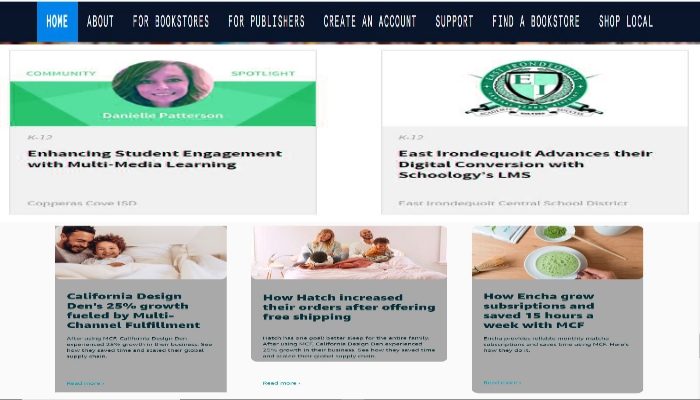 HOME ABOUT FOR BOOKSTORES FOR PUBLISHERS CREATE AN ACCOUNT SUPPORT FIND A BOOKSTORE SHOP LOCAL
COMMUNITY SPOTLIGHT
Danielle Patterson
K-12
Enhancing Student Engagement
with Multi-Media Learning
Copperas Cove ISD
EAST IRONDEQUOIT
E I
K-12
East Irondequoit Advances their
Digital Conversion with
Schoology's LMS
East Irondequoit Central School District
California Design
Den's 25% growth
fueled by Multi-
Channel Fulfillment
After using MCF, California Design Den
experienced 25% growth in their business. See
how they saved time and scaled their global
supply chain.
Read more ›
How Hatch increased
their orders after offering
free shipping
Hatch has one goal: better sleep for the entire family.
After using MCF, California Design Den experienced
25% growth in their business. See how they saved time
and scaled their global supply chain.
Read more ›
How Encha grew
subsriptions and
saved 15 hours a
week with MCF
Encha provides reliable monthly matcha
subscriptions and saves time using MCF. Here's
how they do it.
Read more ›